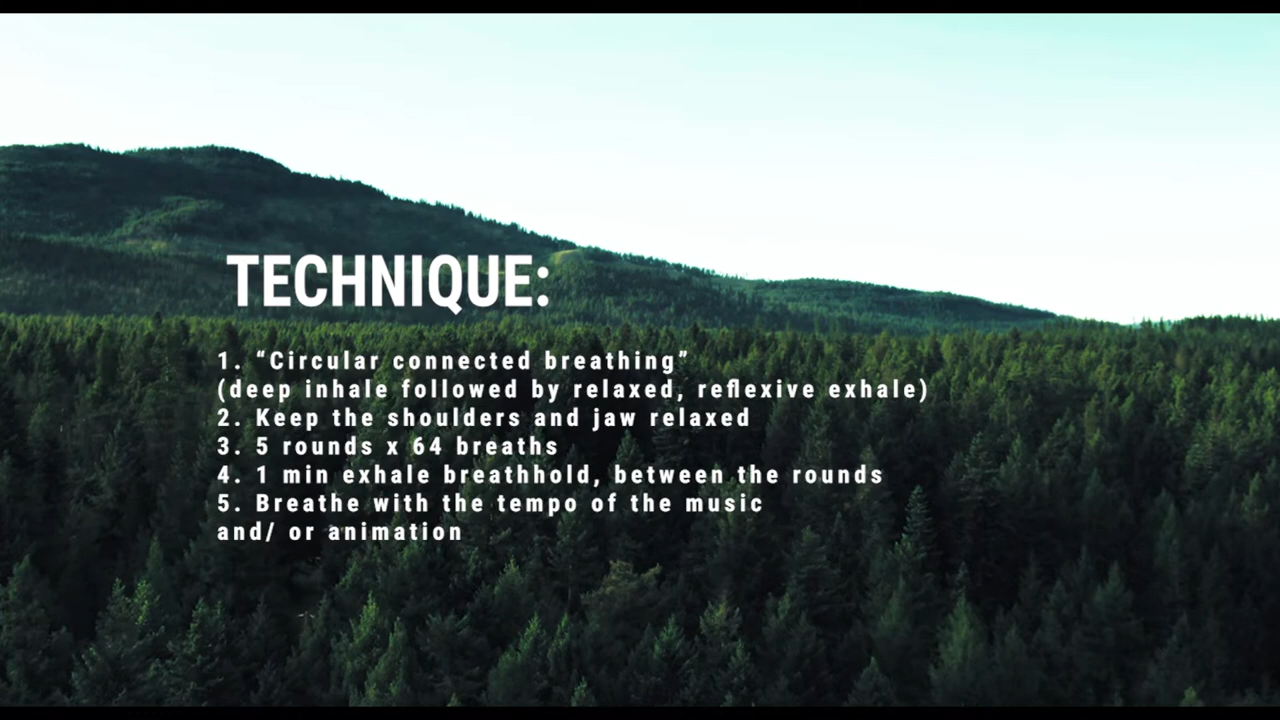 TECHNIQUE:
1. “Circular connected breathing”
(deep inhale followed by relaxed, reflexive exhale)
2. Keep the shoulders and jaw relaxed
3. 5 rounds x 64 breaths
4. 1 min exhale breathhold, between the rounds
5. Breathe with the tempo of the music
and/ or animation